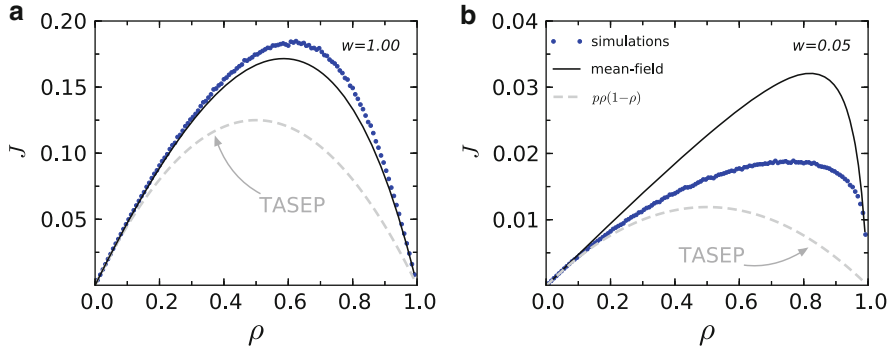 a
b
0.20
0.15
0.10
0.05
J
w=1.00
TASEP
0.0 0.2 0.4 0.6 0.8 1.0
ρ
0.04
0.03
0.02
0.01
J
simulations
mean-field
pρ(1−ρ)
w=0.05
TASEP
0.0 0.2 0.4 0.6 0.8 1.0
ρ